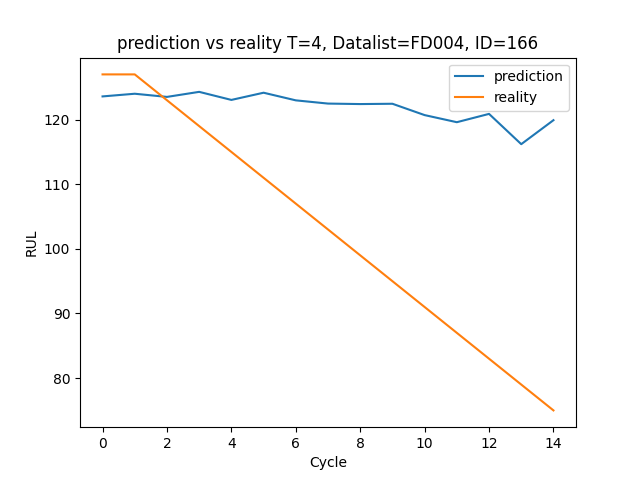 prediction vs reality T=4, Datalist=FD004, ID=166
prediction
reality
RUL
120
110
100
90
80
0 2 4 6 8 10 12 14
Cycle